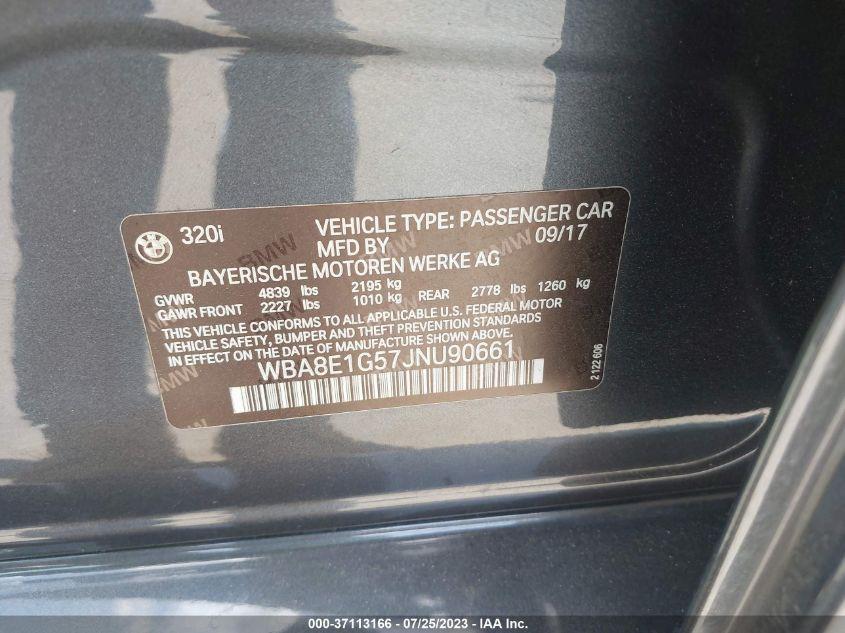 BMW
320i VEHICLE TYPE: PASSENGER CAR
MFD BY 09/17
BAYERISCHE MOTOREN WERKE AG
GVWR 4839 lbs 2195 kg
GAWR FRONT 2227 lbs 1010 kg REAR 2778 lbs 1260 kg
THIS VEHICLE CONFORMS TO ALL APPLICABLE U.S. FEDERAL MOTOR
VEHICLE SAFETY, BUMPER AND THEFT PREVENTION STANDARDS
IN EFFECT ON THE DATE OF MANUFACTURE SHOWN ABOVE.
WBA8E1G57JNU90661
2 122 606
000-37113166 - 07/25/2023 - IAA Inc.